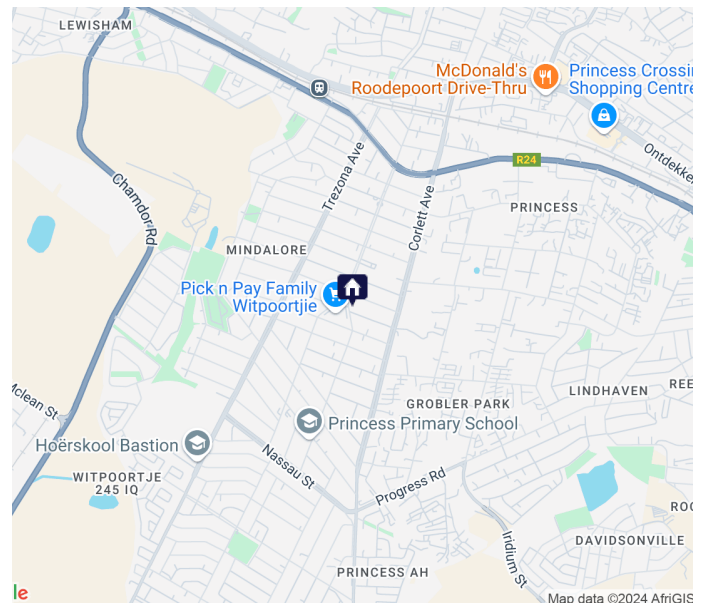 LEWISHAM
McDonald's
Roodepoort Drive-Thru
Princess Crossin
Shopping Centre
Ontdekke
R24
Trezona Ave
Corlett Ave
PRINCESS
Chamdor Rd
MINDALORE
Pick n Pay Family
Witpoortjie
Mclean St
LINDHAVEN
REE
GROBLER PARK
Princess Primary School
Hoërskool Bastion
Nassau St
WITPOORTJE
245 IQ
Progress Rd
ROO
Iridium St
DAVIDSONVILLE
PRINCESS AH
le
Map data ©2024 AfriGIS